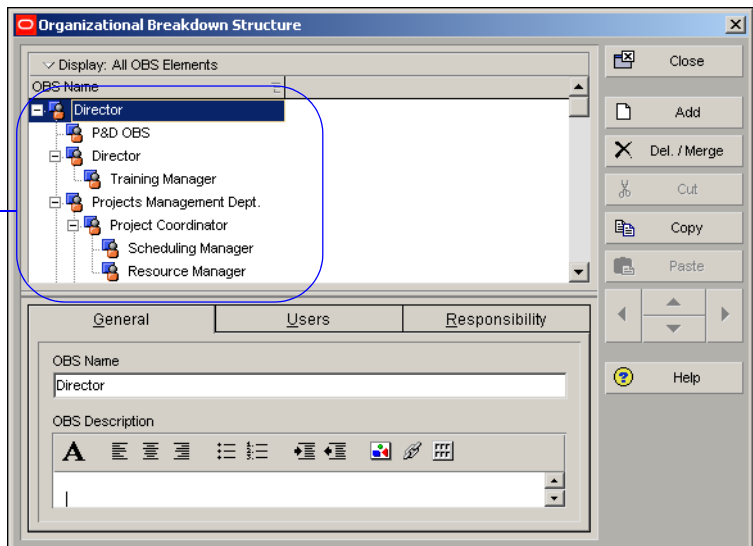 Organizational Breakdown Structure
Display: All OBS Elements
OBS Name
Director
P&D OBS
Director
Training Manager
Projects Management Dept.
Project Coordinator
Scheduling Manager
Resource Manager
General
Users
Responsibility
OBS Name
Director
OBS Description
A
Close
Add
Del. / Merge
Cut
Copy
Paste
Help